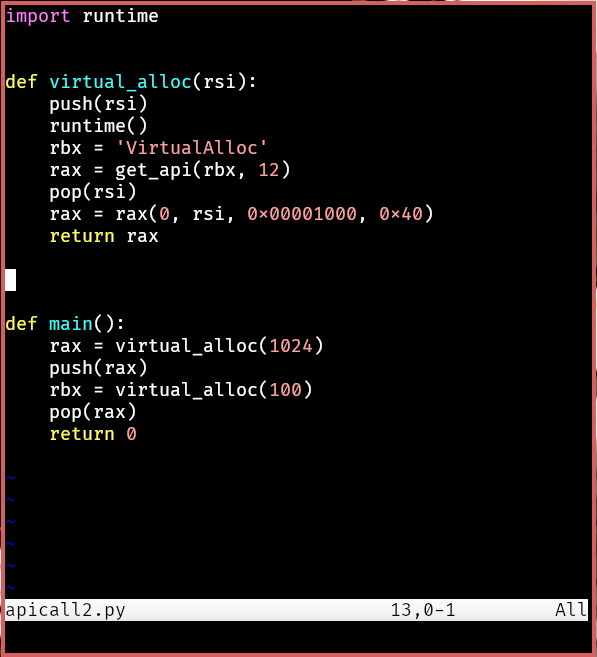 import runtime
def virtual_alloc(rsi):
    push(rsi)
    runtime()
    rbx = 'VirtualAlloc'
    rax = get_api(rbx, 12)
    pop(rsi)
    rax = rax(0, rsi, 0x00001000, 0x40)
    return rax
def main():
    rax = virtual_alloc(1024)
    push(rax)
    rbx = virtual_alloc(100)
    pop(rax)
    return 0
~
~
~
~
~
~
apicall2.py 13,0-1 All